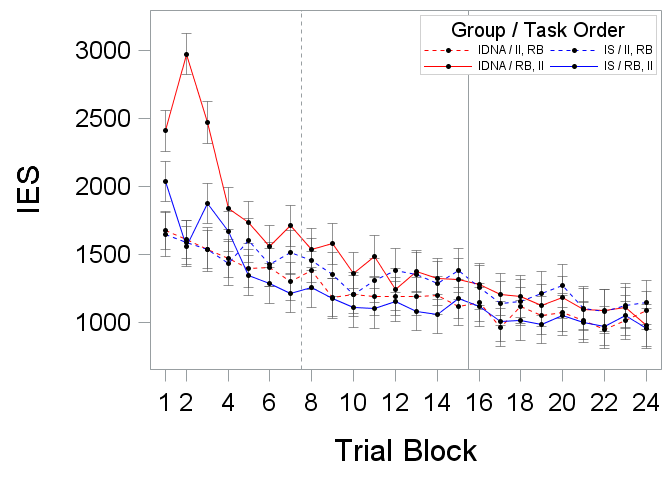 Group / Task Order
IDNA / II, RB
IS / II, RB
IDNA / RB, II
IS / RB, II
IES
3000
2500
2000
1500
1000
1 2 4 6 8 10 12 14 16 18 20 22 24
Trial Block